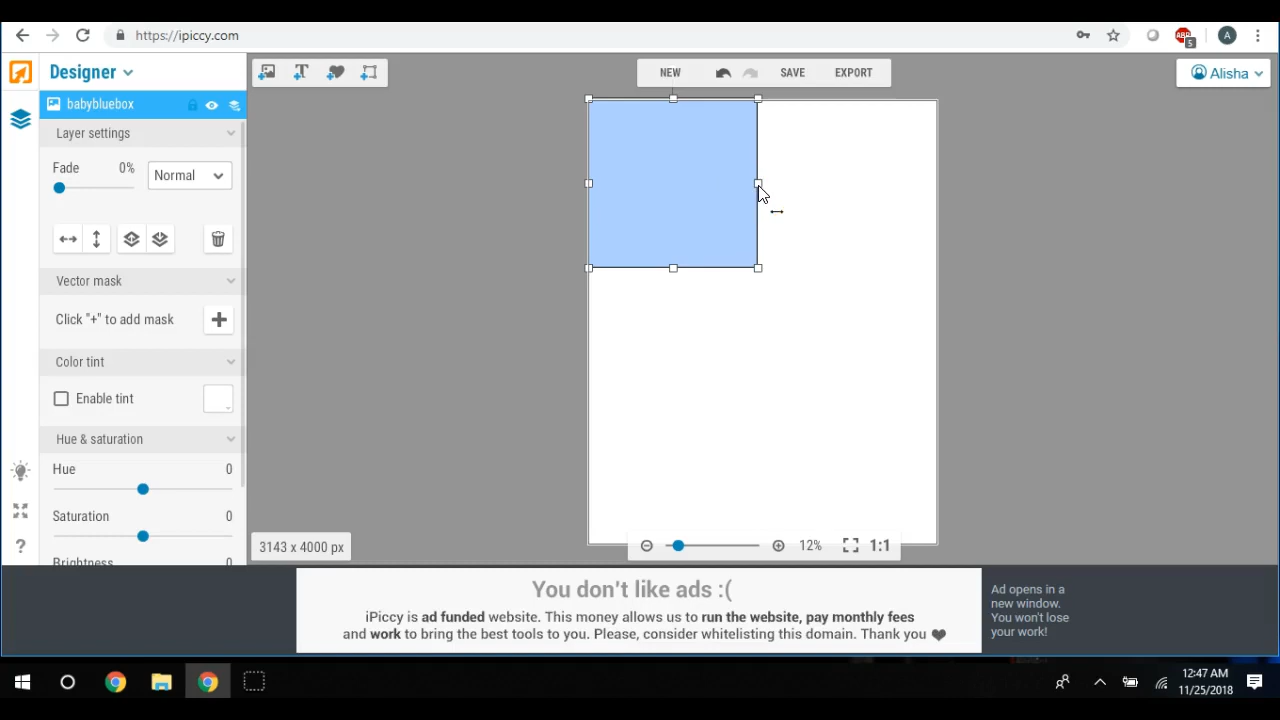 https://ipiccy.com
ABP
5
A
Designer
NEW
SAVE
EXPORT
Alisha
babybluebox
Layer settings
Fade 0%
Normal
Vector mask
Click "+" to add mask
Color tint
Enable tint
Hue & saturation
Hue 0
Saturation 0
Brightness 0
3143 x 4000 px
12%
1:1
You don't like ads :(
iPiccy is ad funded website. This money allows us to run the website, pay monthly fees
and work to bring the best tools to you. Please, consider whitelisting this domain. Thank you
Ad opens in a
new window.
You won't lose
your work!
12:47 AM
11/25/2018